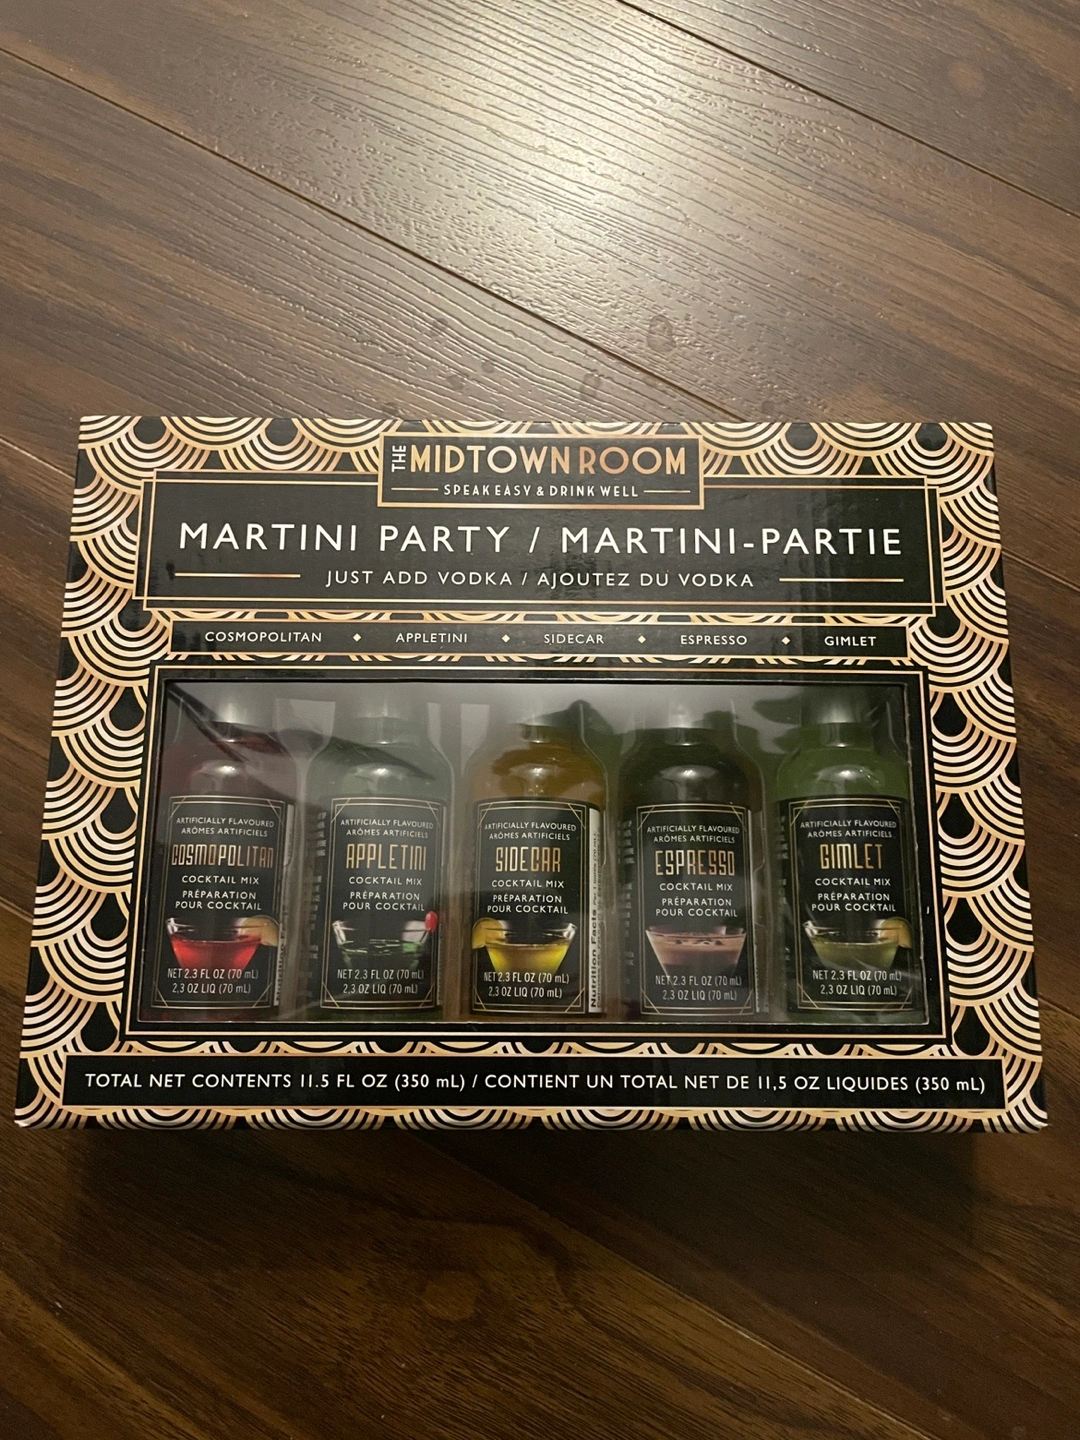 THE MIDTOWN ROOM
SPEAKEASY & DRINK WELL
MARTINI PARTY / MARTINI-PARTIE
JUST ADD VODKA / AJOUTEZ DU VODKA
COSMOPOLITAN ◆ APPLETINI ◆ SIDECAR ◆ ESPRESSO ◆ GIMLET
ARTIFICIALLY FLAVOURED
ARÔMES ARTIFICIELS
COSMOPOLITAN
COCKTAIL MIX
PRÉPARATION
POUR COCKTAIL
NET 2.3 FL OZ (70 mL)
2,3 OZ LIQ (70 mL)
ARTIFICIALLY FLAVOURED
ARÔMES ARTIFICIELS
APPLETINI
COCKTAIL MIX
PRÉPARATION
POUR COCKTAIL
NET 2.3 FL OZ (70 mL)
2,3 OZ LIQ (70 mL)
ARTIFICIALLY FLAVOURED
ARÔMES ARTIFICIELS
SIDECAR
COCKTAIL MIX
PRÉPARATION
POUR COCKTAIL
NET 2.3 FL OZ (70 mL)
2,3 OZ LIQ (70 mL)
Nutrition Facts
ARTIFICIALLY FLAVOURED
ARÔMES ARTIFICIELS
ESPRESSO
COCKTAIL MIX
PRÉPARATION
POUR COCKTAIL
NET 2.3 FL OZ (70 mL)
2,3 OZ LIQ (70 mL)
ARTIFICIALLY FLAVOURED
ARÔMES ARTIFICIELS
GIMLET
COCKTAIL MIX
PRÉPARATION
POUR COCKTAIL
NET 2.3 FL OZ (70 mL)
2,3 OZ LIQ (70 mL)
TOTAL NET CONTENTS 11.5 FL OZ (350 mL) / CONTIENT UN TOTAL NET DE 11,5 OZ LIQUIDES (350 mL)